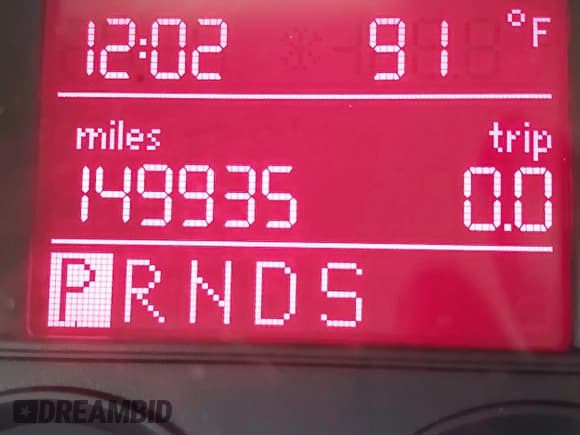 12:02 91 °F
miles trip
149935 0.0
P R N D S
DREAMBID